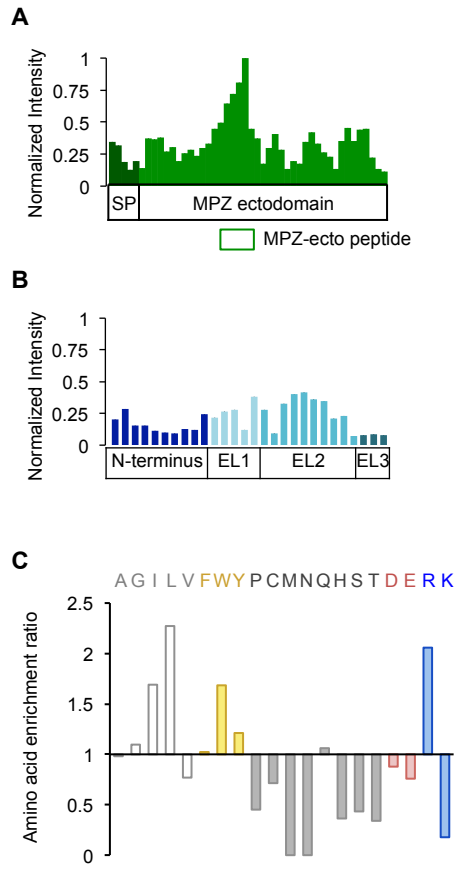 A
Normalized Intensity
1
0.75
0.5
0.25
0
SP
MPZ ectodomain
MPZ-ecto peptide
B
Normalized Intensity
1
0.75
0.5
0.25
0
N-terminus
EL1
EL2
EL3
C
A G I L V F W Y P C M N Q H S T D E R K
Amino acid enrichment ratio
2.5
2
1.5
1
0.5
0